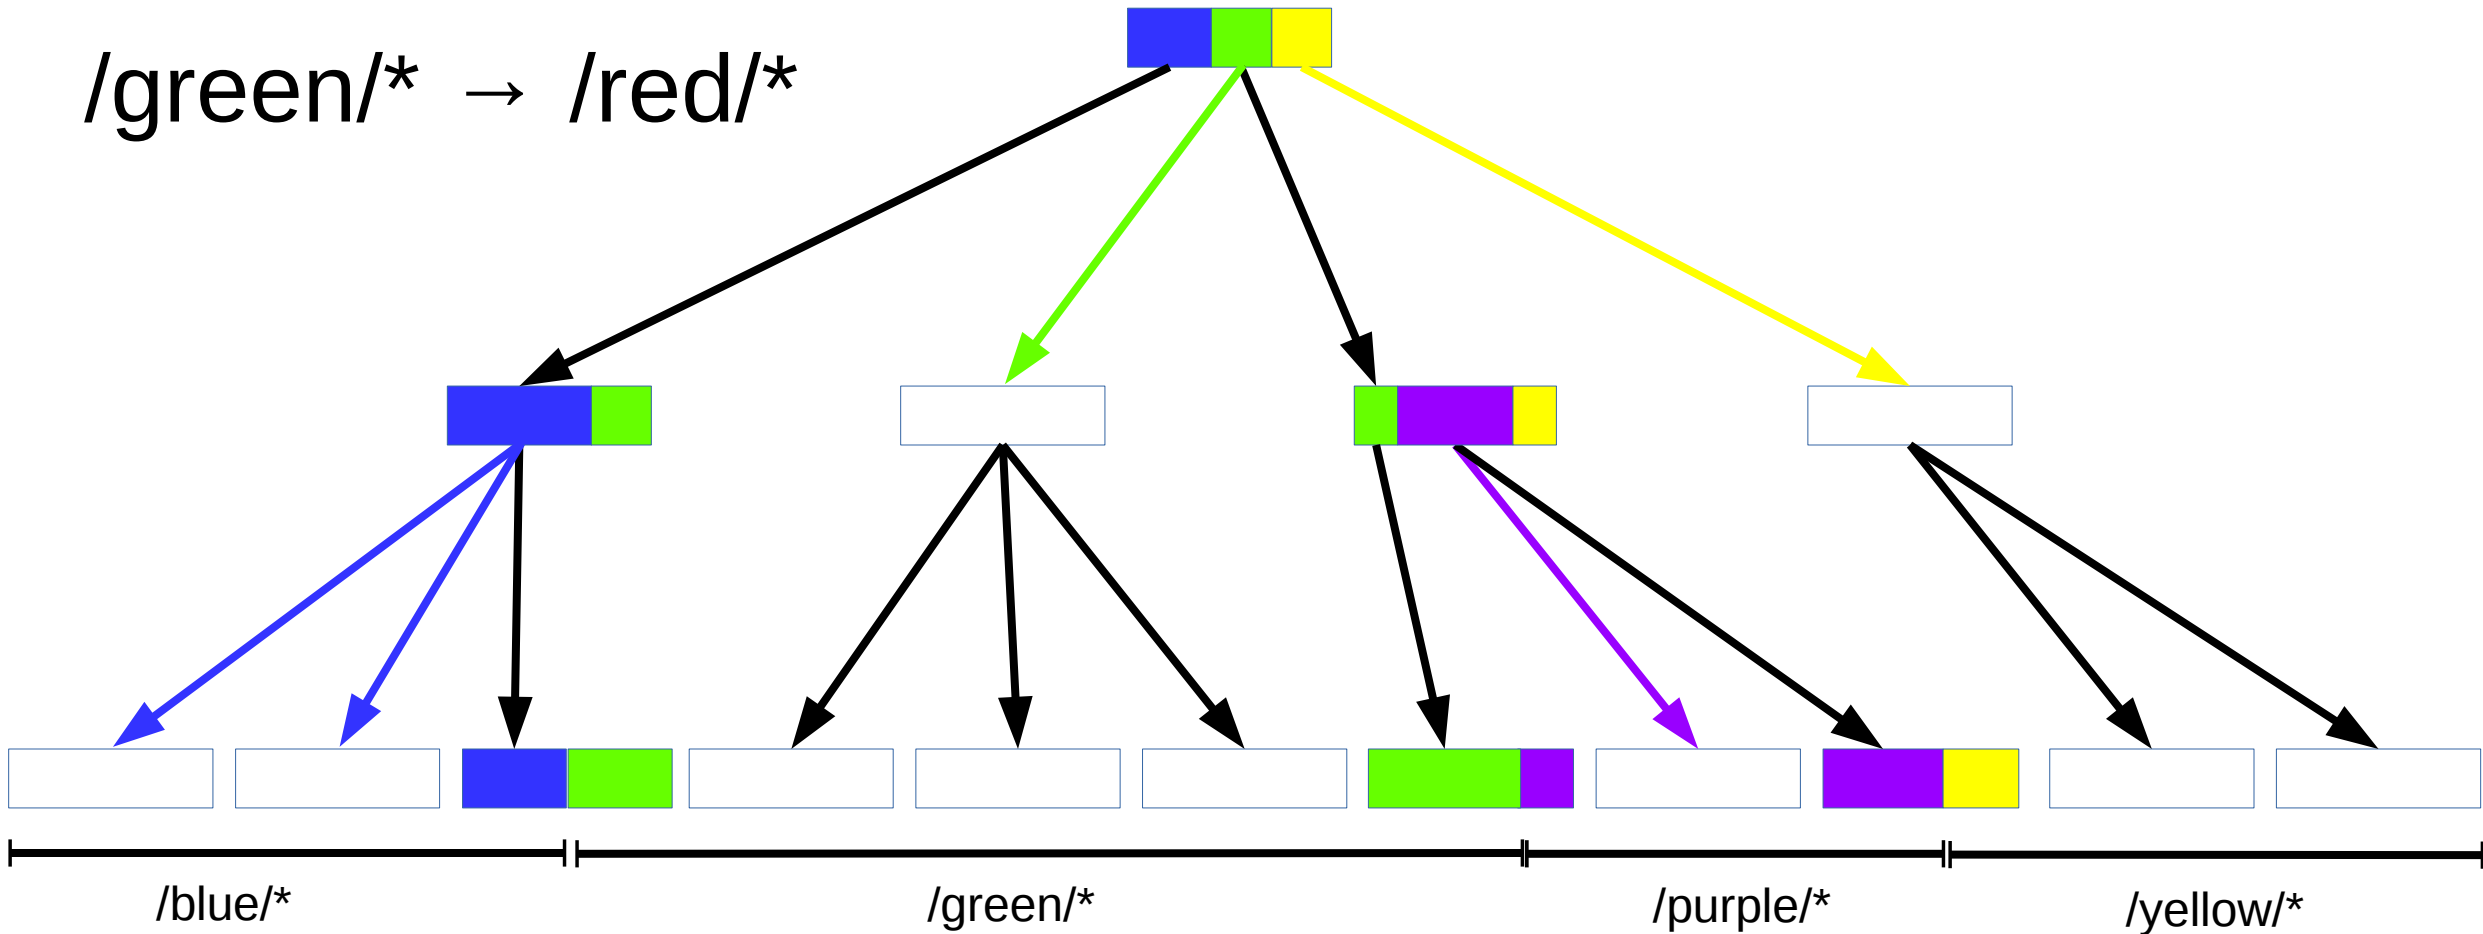 /green/* → /red/*
/blue/*
/green/*
/purple/*
/yellow/*